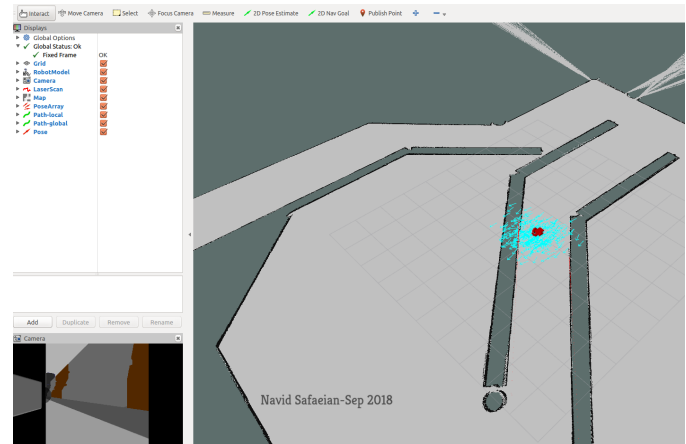 Interact Move Camera Select Focus Camera Measure 2D Pose Estimate 2D Nav Goal Publish Point
Displays
Global Options
Global Status: Ok
Fixed Frame OK
Grid
RobotModel
Camera
LaserScan
Map
PoseArray
Path-local
Path-global
Pose
Add Duplicate Remove Rename
Camera
Navid Safaeian-Sep 2018